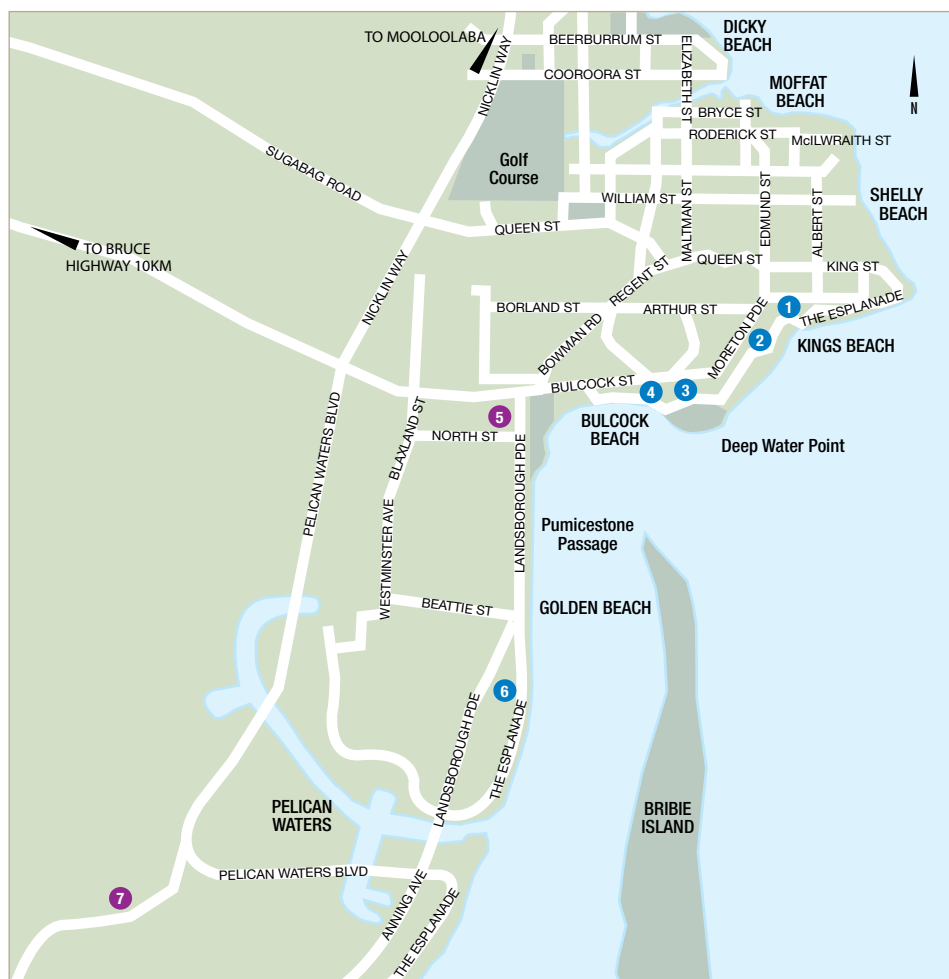 DICKY
BEACH
TO MOOLOOLABA
BEERBURRUM ST
ELIZABETH ST
COOROORA ST
NICKLIN WAY
MOFFAT
BEACH
N
BRYCE ST
RODERICK ST
McILWRAITH ST
Golf
Course
SUGABAG ROAD
WILLIAM ST
MALTMAN ST
EDMUND ST
ALBERT ST
SHELLY
BEACH
QUEEN ST
TO BRUCE
HIGHWAY 10KM
NICKLIN WAY
REGENT ST
QUEEN ST
KING ST
BORLAND ST
ARTHUR ST
1
THE ESPLANADE
BOWMAN RD
MORETON PDE
2
KINGS BEACH
BULCOCK ST
4
3
BULCOCK
BEACH
5
NORTH ST
BLAXLAND ST
PELICAN WATERS BLVD
LANDSBOROUGH PDE
Deep Water Point
Pumicestone
Passage
WESTMINSTER AVE
BEATTIE ST
GOLDEN BEACH
6
LANDSBOROUGH PDE
THE ESPLANADE
PELICAN
WATERS
BRIBIE
ISLAND
PELICAN WATERS BLVD
7
ANNING AVE
THE ESPLANADE